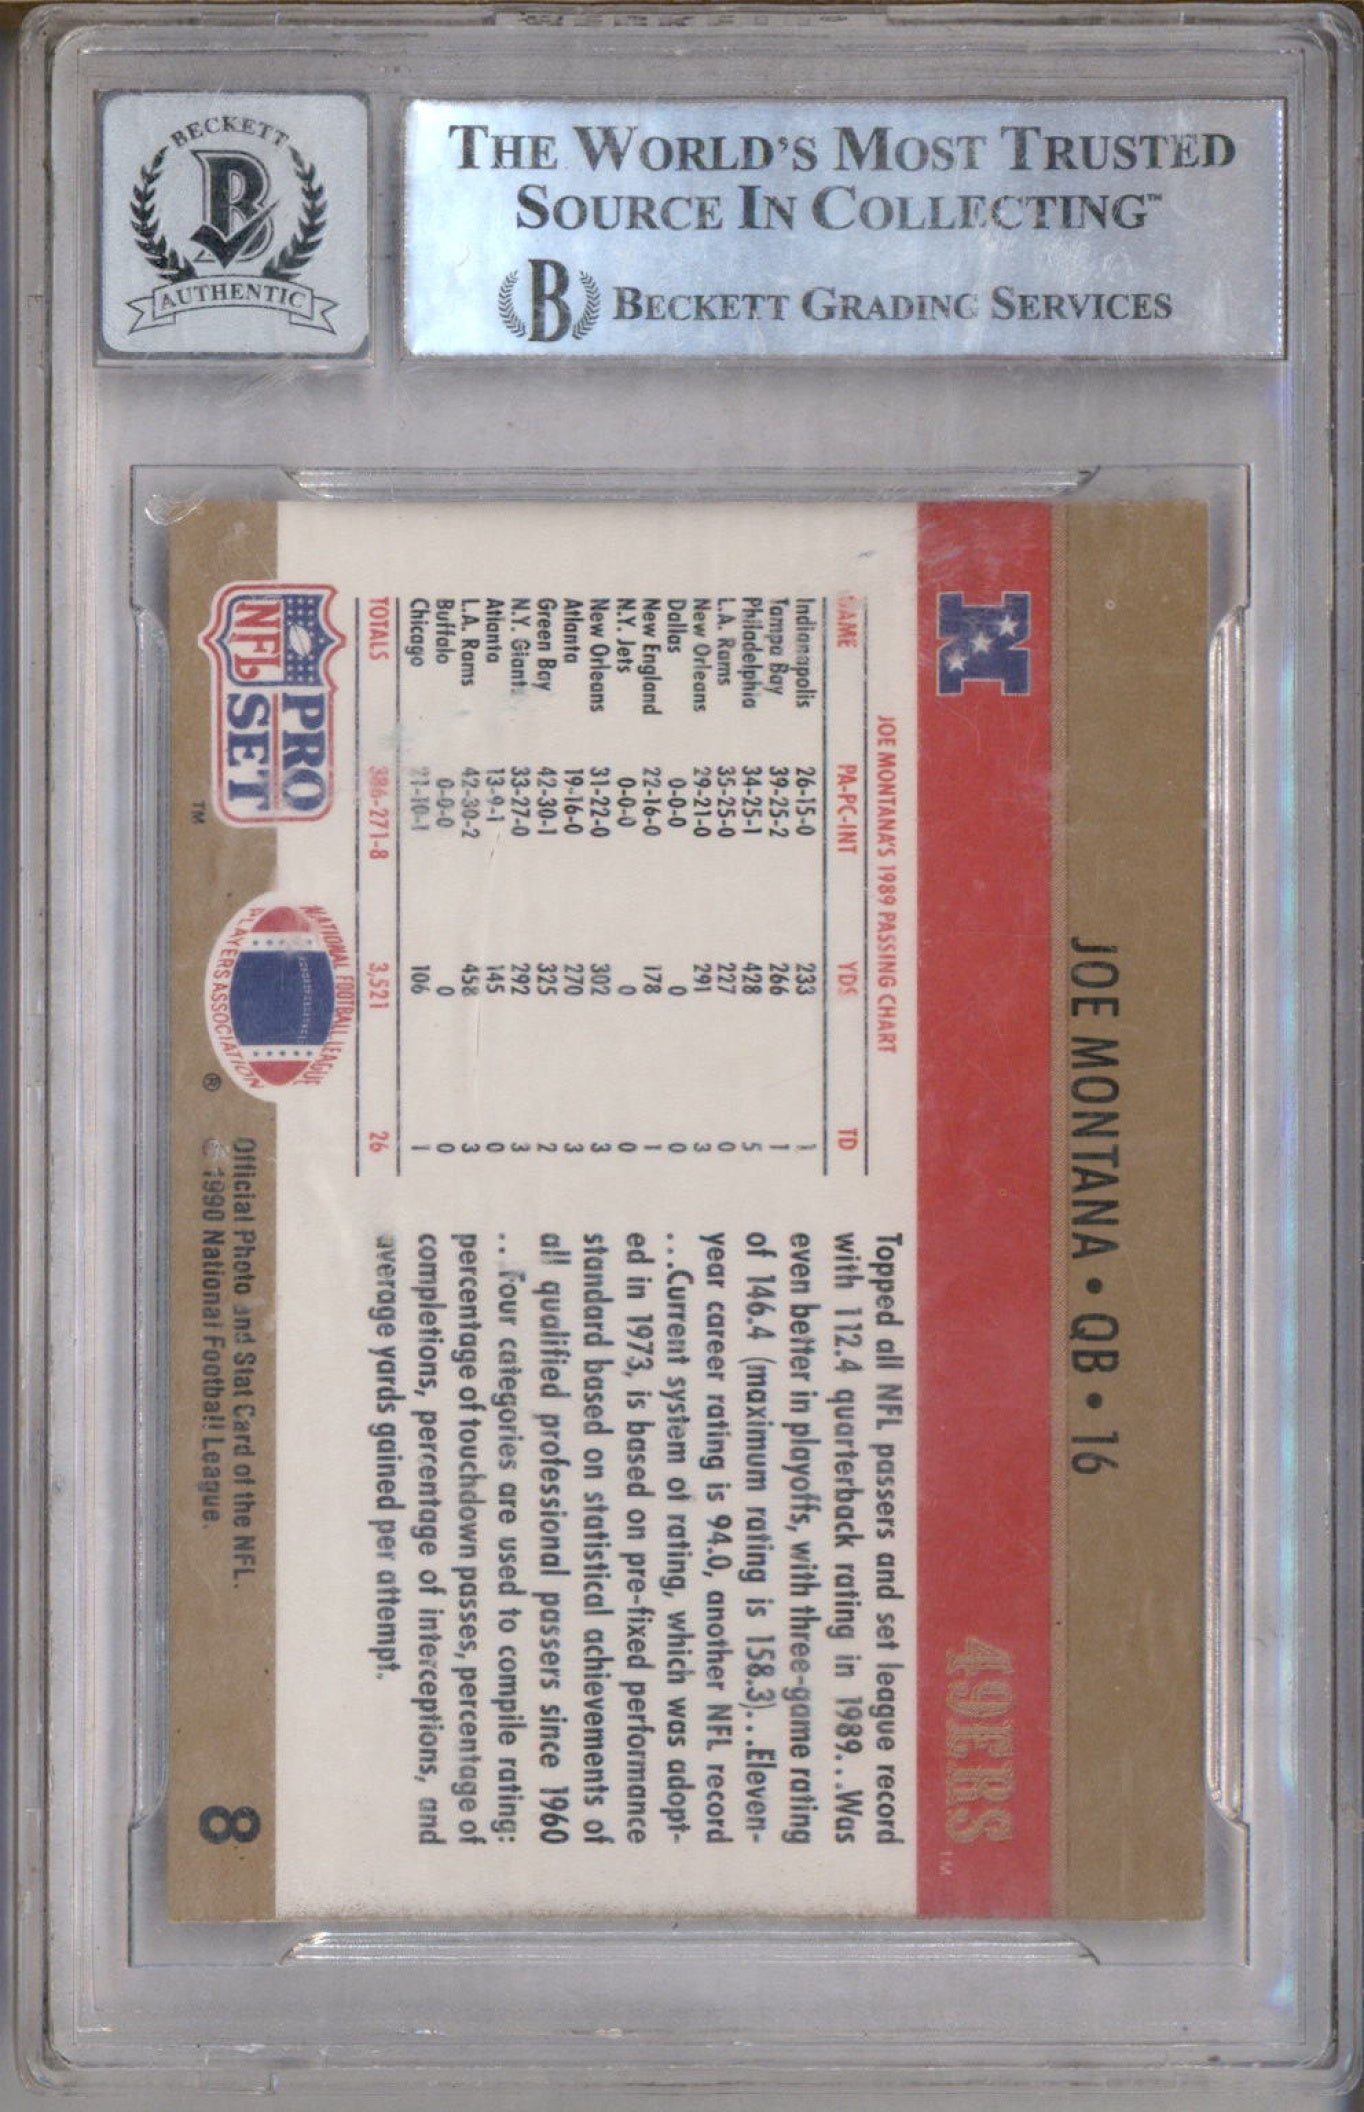 BECKETT
B
AUTHENTIC
THE WORLD'S MOST TRUSTED
SOURCE IN COLLECTING™
B BECKETT GRADING SERVICES
JOE MONTANA • QB • 16
N
49ERS™
JOE MONTANA'S 1989 PASSING CHART
GAME PA-PC-INT YDS TD
Indianapolis 26-15-0 233 1
Tampa Bay 39-25-2 266 1
Philadelphia 34-25-1 428 5
L.A. Rams 35-25-0 227 0
New Orleans 29-21-0 291 3
Dallas 0-0-0 0 0
New England 22-16-0 178 1
N.Y. Jets 0-0-0 0 0
New Orleans 31-22-0 302 3
Atlanta 19-16-0 270 3
Green Bay 42-30-1 325 2
N.Y. Giants 33-27-0 292 3
Atlanta 13-9-1 145 0
L.A. Rams 42-30-2 458 3
Buffalo 0-0-0 0 0
Chicago 21-10-1 106 1
TOTALS 386-271-8 3,521 26
Topped all NFL passers and set league record
with 112.4 quarterback rating in 1989. . .Was
even better in playoffs, with three-game rating
of 146.4 (maximum rating is 158.3). . .Eleven-
year career rating is 94.0, another NFL record
. . .Current system of rating, which was adopt-
ed in 1973, is based on pre-fixed performance
standard based on statistical achievements of
all qualified professional passers since 1960
. . .Four categories are used to compile rating:
percentage of touchdown passes, percentage of
completions, percentage of interceptions, and
average yards gained per attempt.
PRO
NFL SET™
NATIONAL FOOTBALL LEAGUE
PLAYERS ASSOCIATION
®
Official Photo and Stat Card of the NFL.
© 1990 National Football League.
8